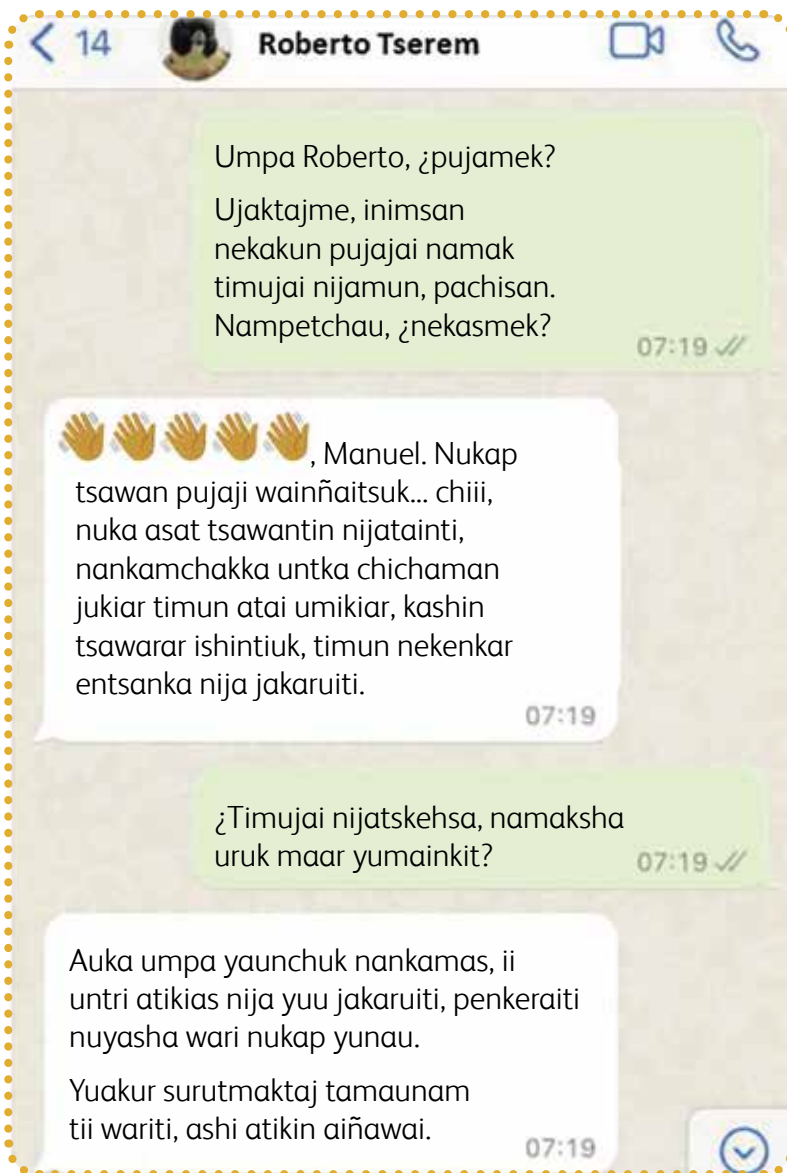 14 Roberto Tserem
Umpa Roberto, ¿pujamek?
Ujaktajme, inimsan
nekakun pujajai namak
timujai nijamun, pachisan.
Nampetchau, ¿nekasmek?
07:19
👋👋👋👋👋, Manuel. Nukap
tsawan pujaji wainñaitsuk... chiii,
nuka asat tsawantin nijatainti,
nankamchakka untka chichaman
jukiar timun atai umikiar, kashin
tsawarar ishintiuk, timun nekenkar
entsanka nija jakaruiti.
07:19
¿Timujai nijatskehsa, namaksha
uruk maar yumainkit?
07:19
Auka umpa yaunchuk nankamas, ii
untri atikias nija yuu jakaruiti, penkeraiti
nuyasha wari nukap yunau.
Yuakur surutmaktaj tamaunam
tii wariti, ashi atikin aiñawai.
07:19